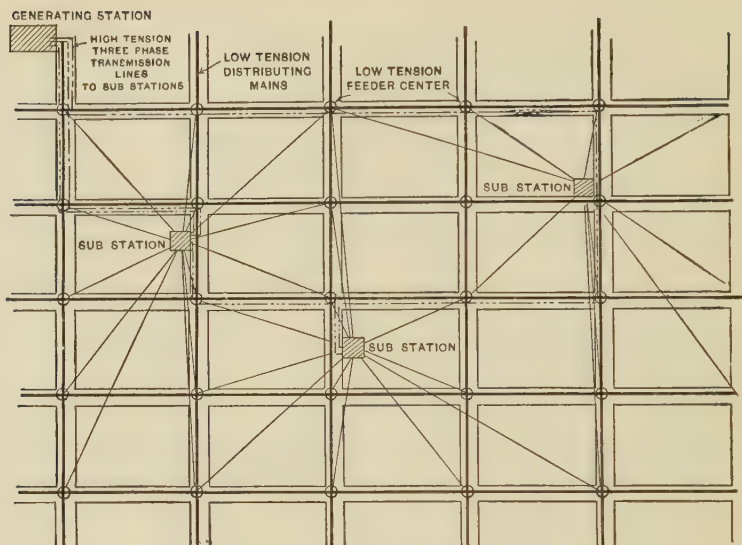 GENERATING STATION
HIGH TENSION
THREE PHASE
TRANSMISSION
LINES
TO SUB STATIONS
LOW TENSION
DISTRIBUTING
MAINS
LOW TENSION
FEEDER CENTER
SUB STATION
SUB STATION
SUB STATION